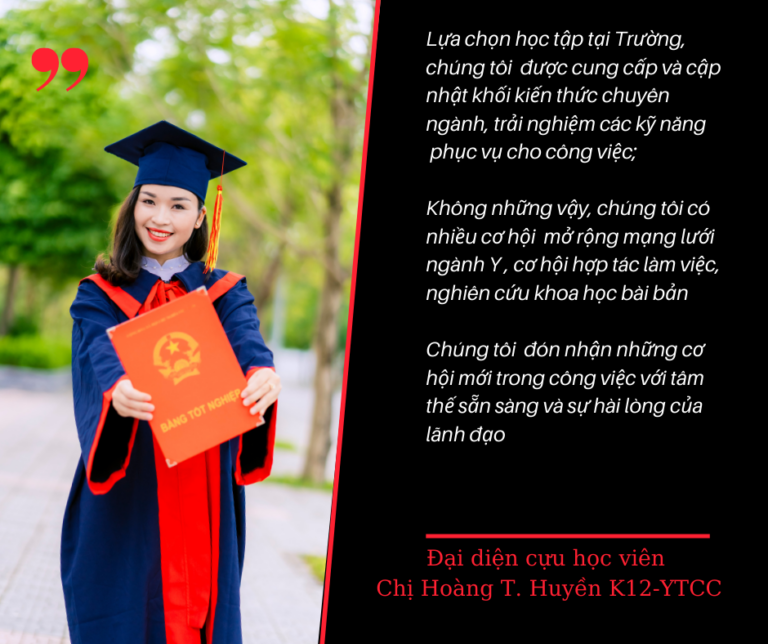 Lựa chọn học tập tại Trường,
chúng tôi được cung cấp và cập
nhật khối kiến thức chuyên
ngành, trải nghiệm các kỹ năng
phục vụ cho công việc;
Không những vậy, chúng tôi có
nhiều cơ hội mở rộng mạng lưới
ngành Y , cơ hội hợp tác làm việc,
nghiên cứu khoa học bài bản
Chúng tôi đón nhận những cơ
hội mới trong công việc với tâm
thế sẵn sàng và sự hài lòng của
lãnh đạo
Đại diện cựu học viên
Chị Hoàng T. Huyền K12-YTCC
BẰNG TỐT NGHIỆP